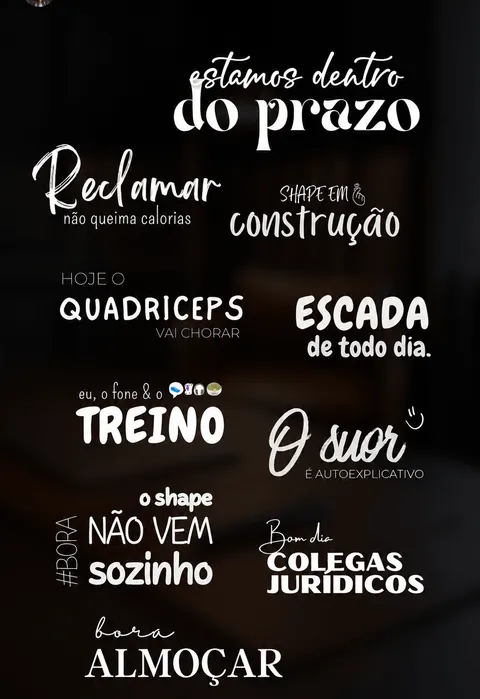 estamos dentro
do prazo
Reclamar
não queima calorias
SHAPE EM
construção
HOJE O
QUADRICEPS
VAI CHORAR
ESCADA
de todo dia.
eu, o fone & o
TREINO
O suor
É AUTOEXPLICATIVO
#BORA
o shape
NÃO VEM
sozinho
Bom dia
COLEGAS
JURÍDICOS
bora
ALMOÇAR